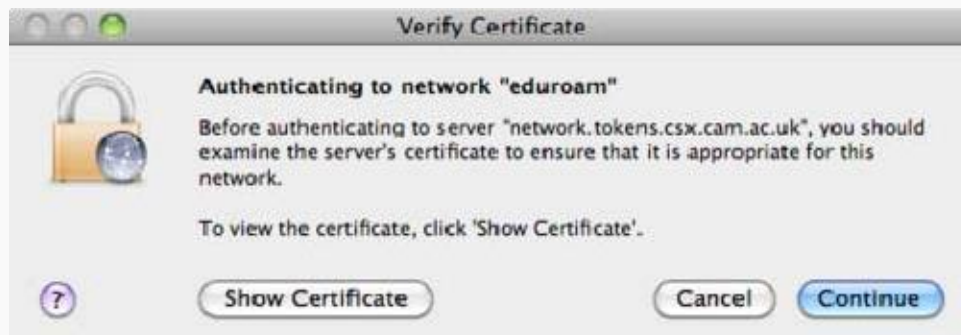 Verify Certificate
Authenticating to network "eduroam"
Before authenticating to server "network.tokens.csx.cam.ac.uk", you should
examine the server's certificate to ensure that it is appropriate for this
network.
To view the certificate, click 'Show Certificate'.
?
Show Certificate
Cancel
Continue